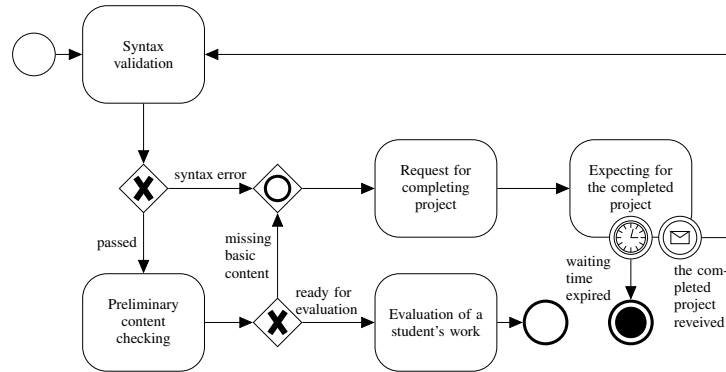 Syntax
validation
syntax error
Request for
completing
project
Expecting for
the completed
project
passed
missing
basic
content
waiting
time
expired
the com-
pleted
project
reveived
Preliminary
content
checking
ready for
evaluation
Evaluation of a
student's work